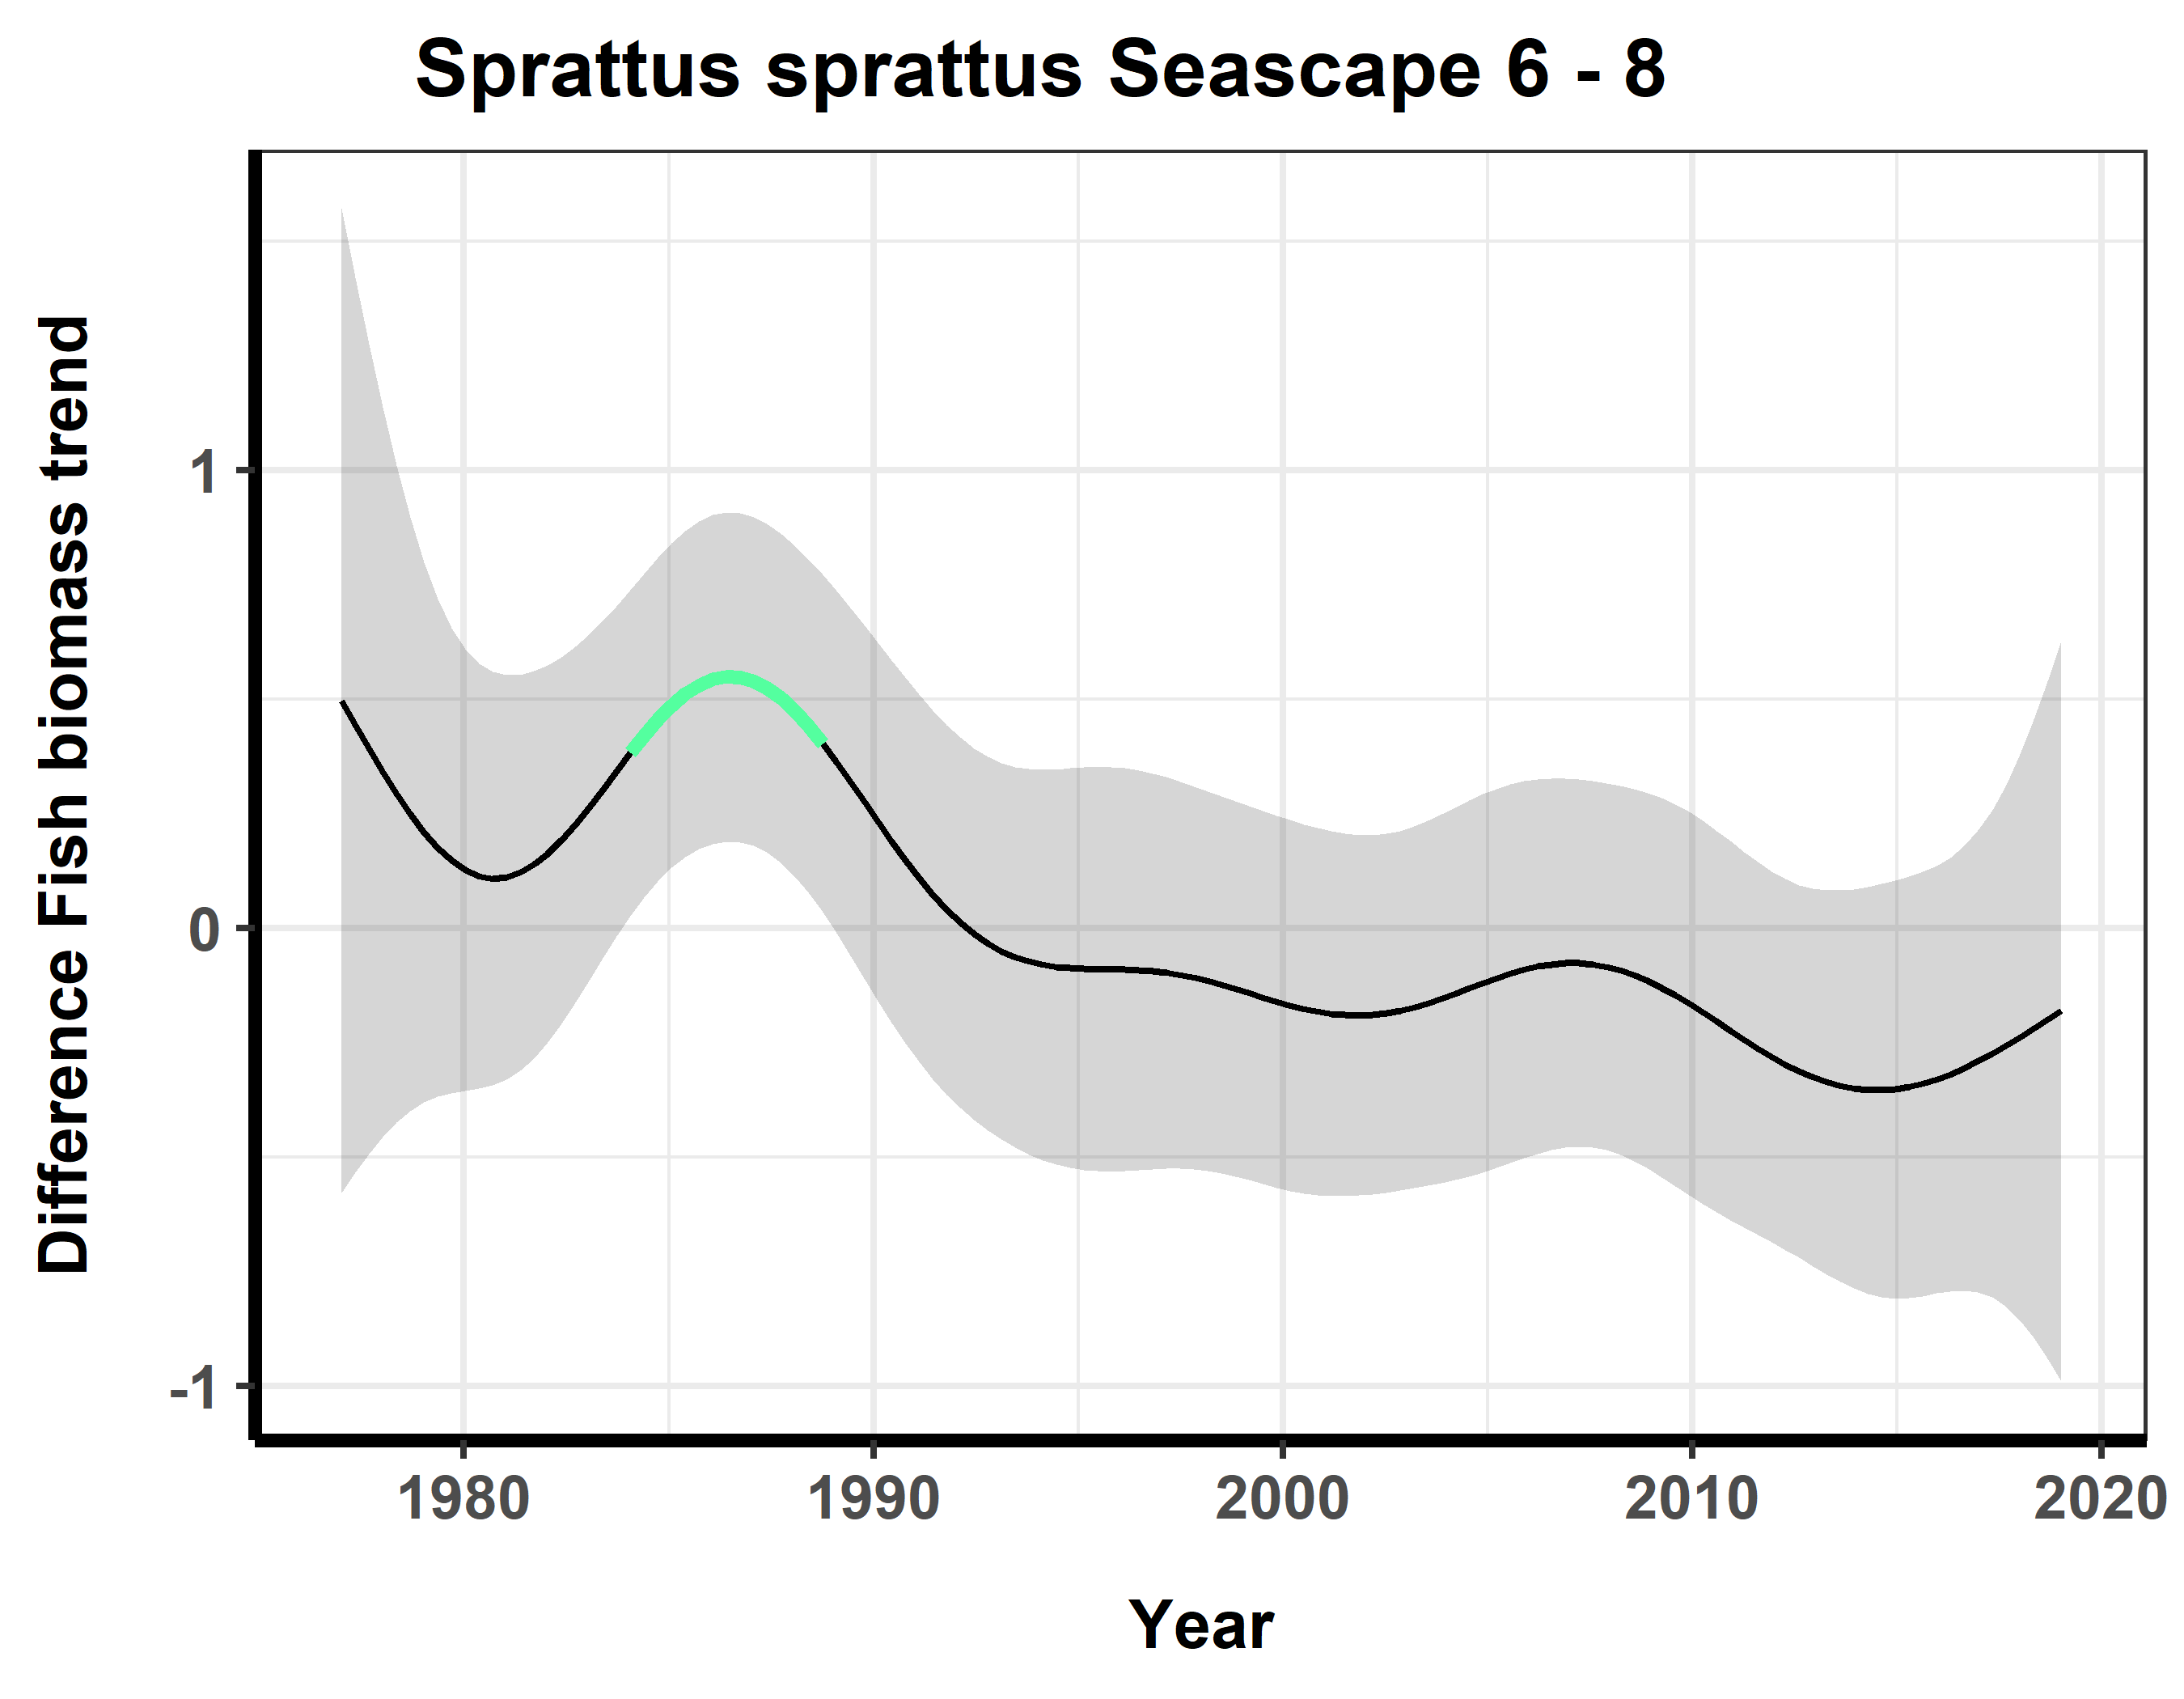 Sprattus sprattus Seascape 6 - 8
Difference Fish biomass trend
1
0
-1
1980 1990 2000 2010 2020
Year